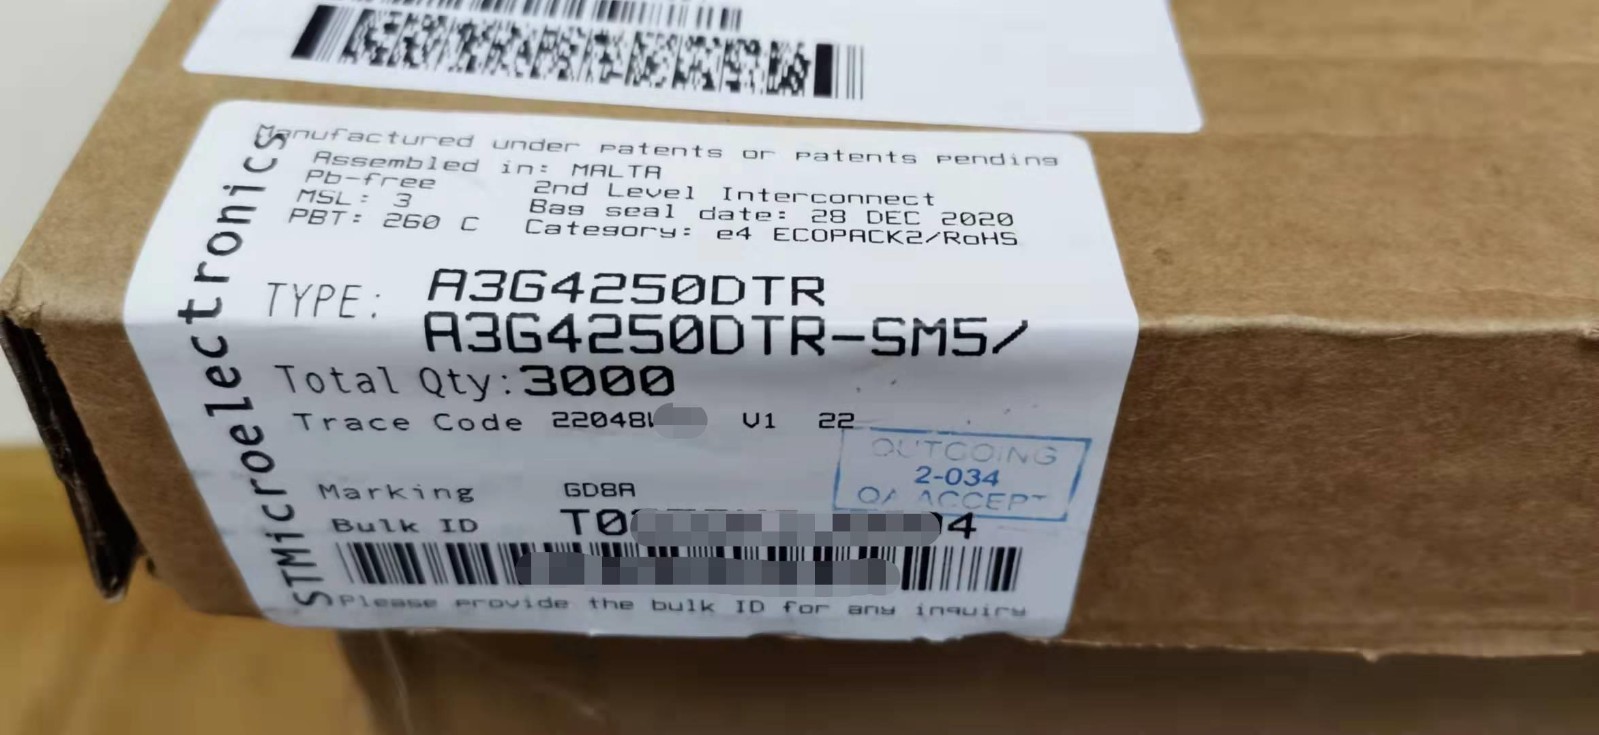 Manufactured under patents or patents pending
Assembled in: MALTA
Pb-free 2nd Level Interconnect
MSL: 3 Bag seal date: 28 DEC 2020
PBT: 260 C Category: e4 ECOPACK2/RoHS
TYPE: A3G4250DTR
A3G4250DTR-SM5/
Total Qty: 3000
Trace Code 22048 V1 22
OUTGOING
2-034
QA ACCEPT
Marking GD8A
Bulk ID T0 4
Please provide the bulk ID for any inquiry
STMicroelectronics